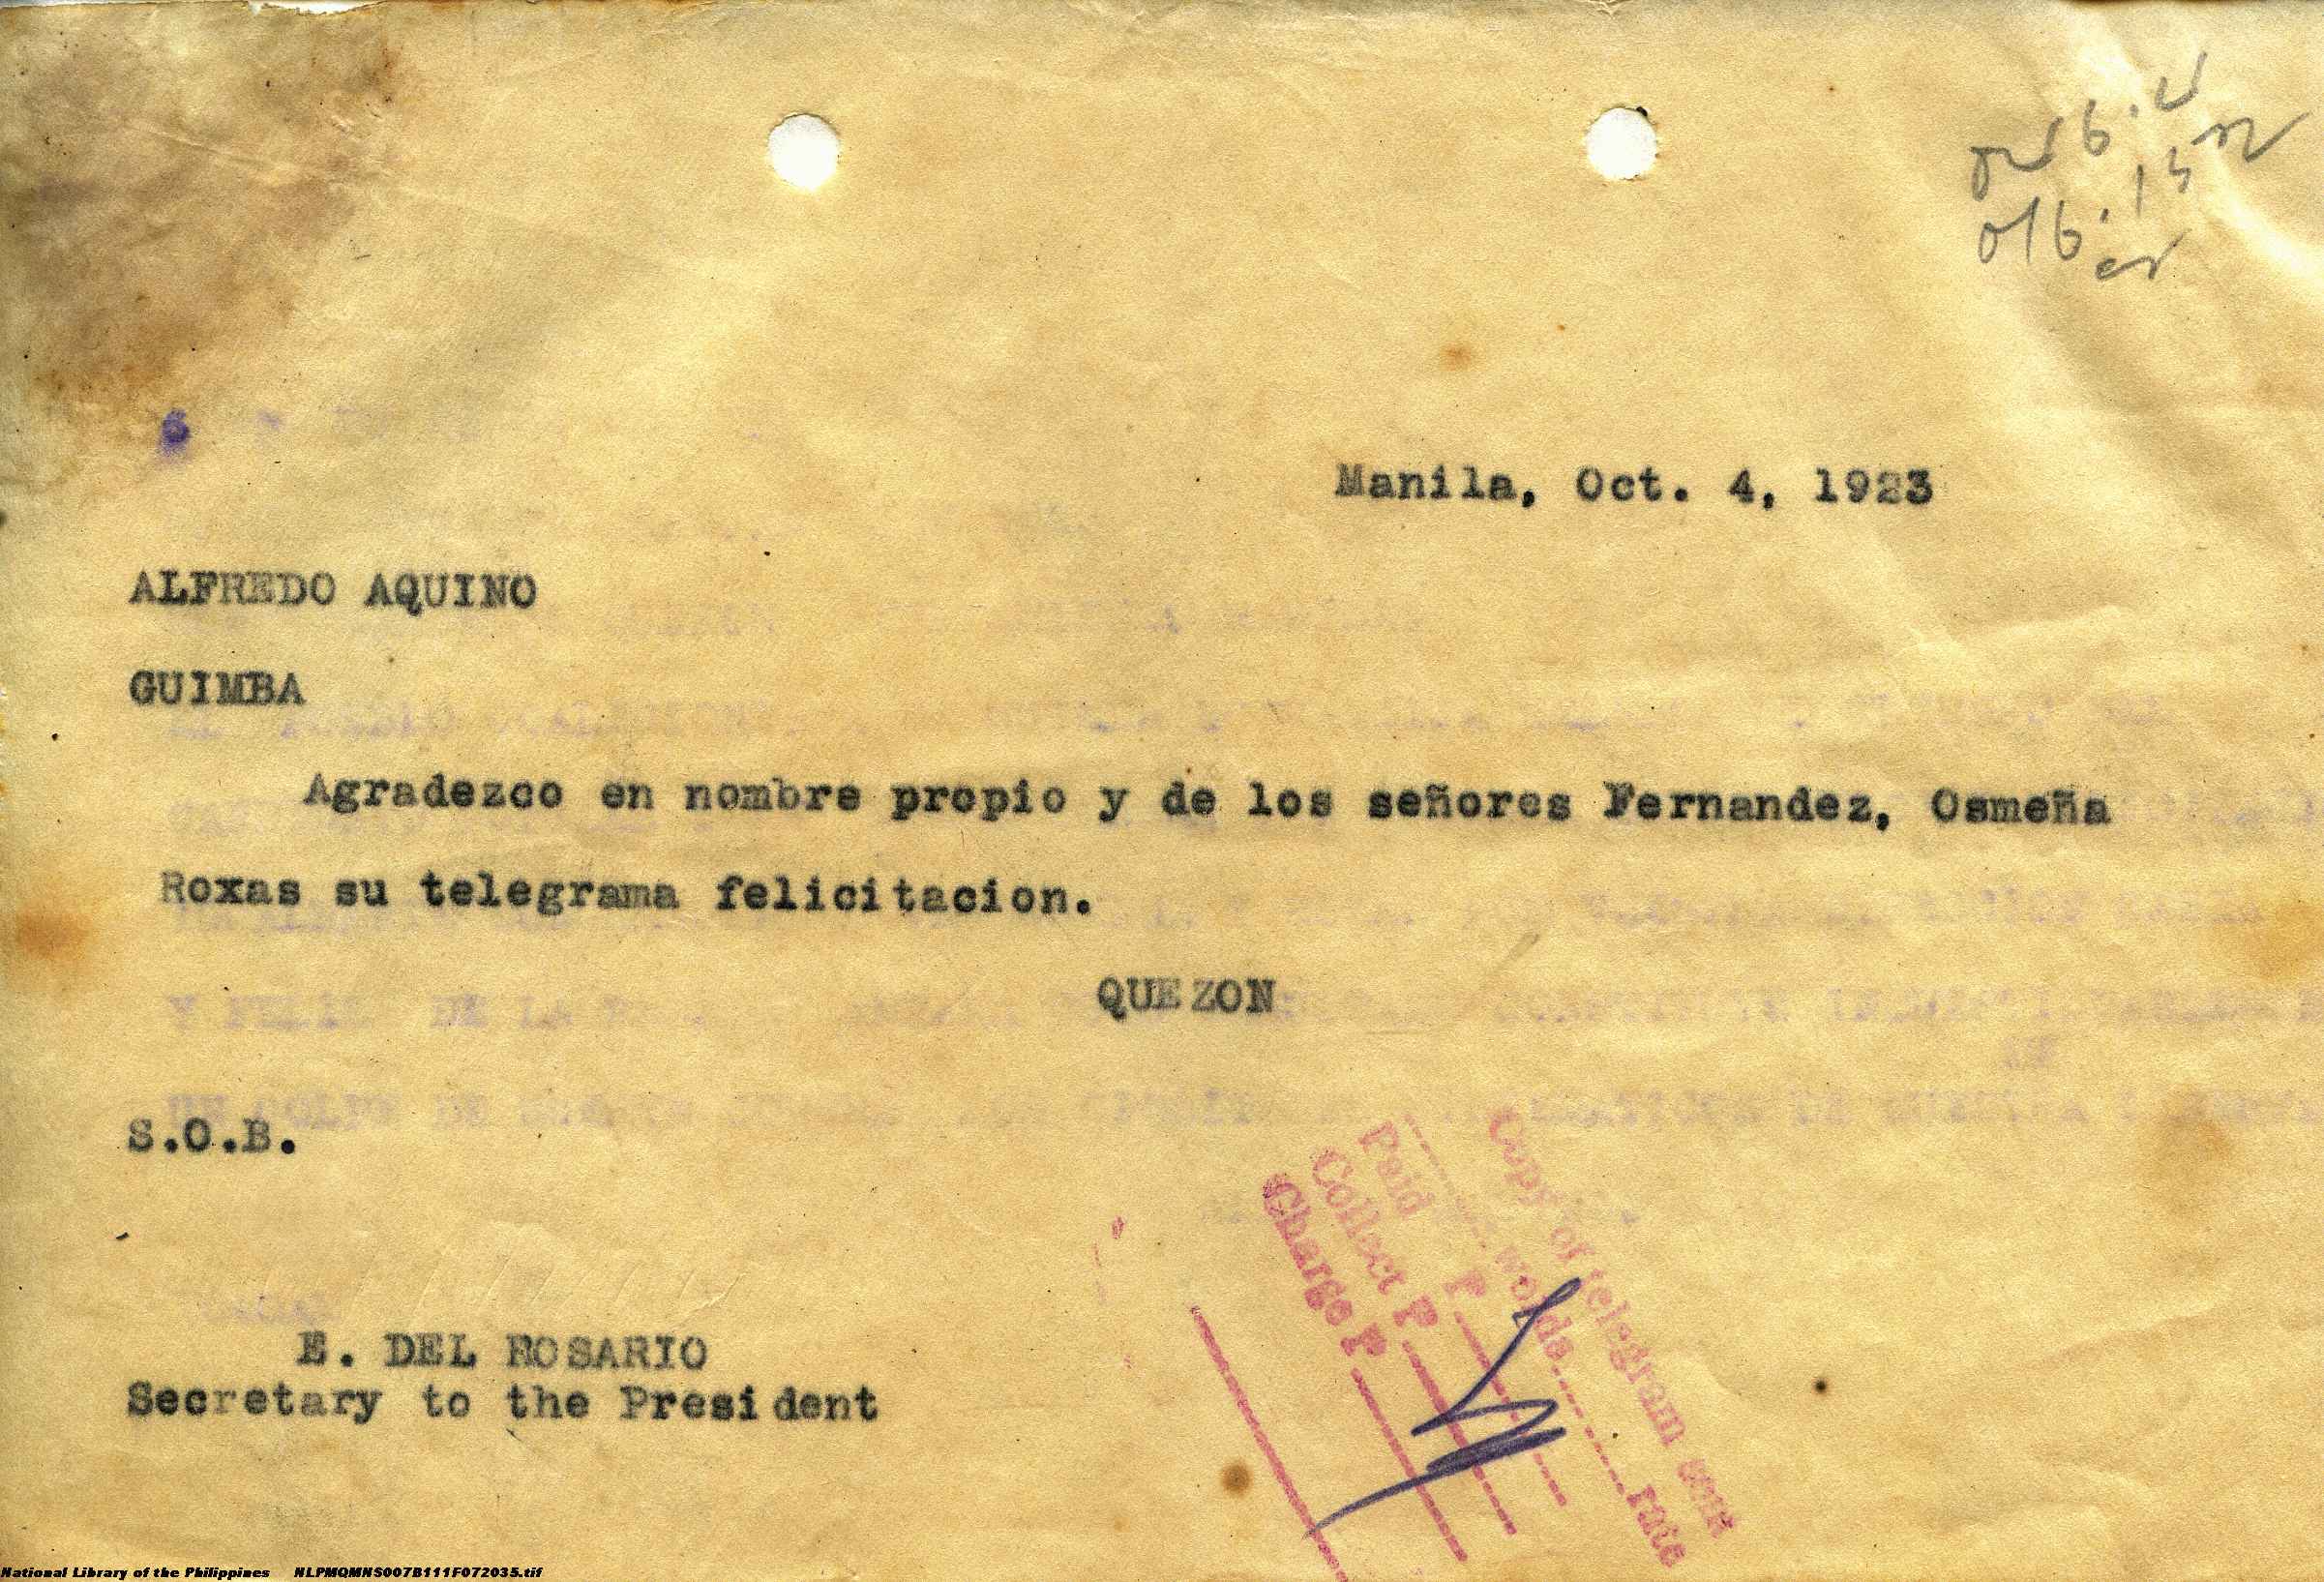 Manila, Oct. 4, 1923
ALFREDO AQUINO
GUIMBA
Agradezco en nombre propio y de los señores Fernandez, Osmeña
Roxas su telegrama felicitacion.
QUEZON
S.O.B.
E. DEL ROSARIO
Secretary to the President
Copy of telegram sent
words rate
Paid P
Collect P
Charge P
National Library of the Philippines NLPMQMNS007B111F072035.tif